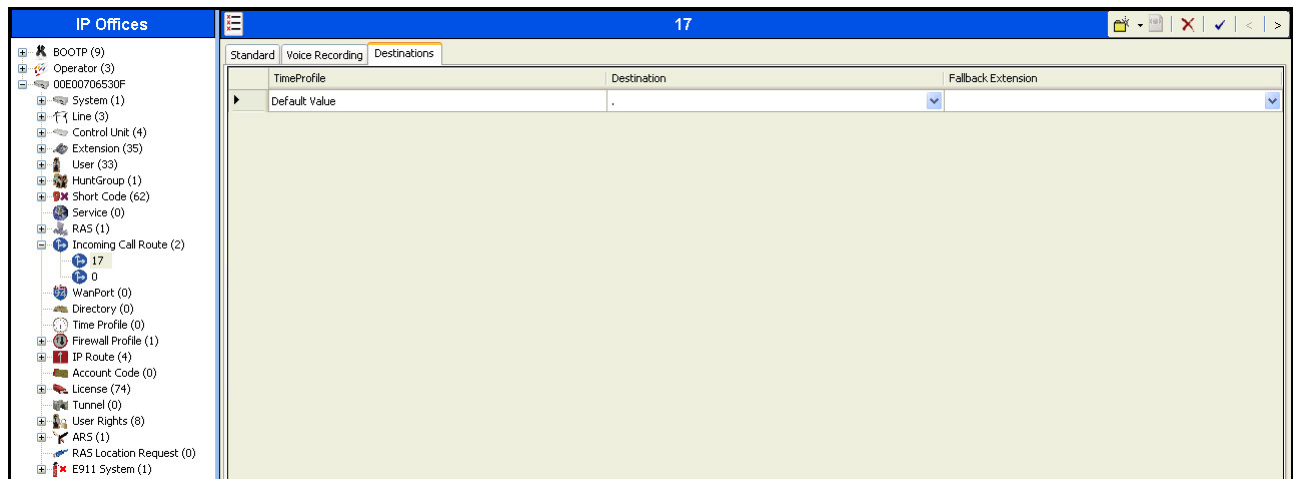 IP Offices
17
BOOTP (9)
Operator (3)
00E00706530F
System (1)
Line (3)
Control Unit (4)
Extension (35)
User (33)
HuntGroup (1)
Short Code (62)
Service (0)
RAS (1)
Incoming Call Route (2)
17
0
WanPort (0)
Directory (0)
Time Profile (0)
Firewall Profile (1)
IP Route (4)
Account Code (0)
License (74)
Tunnel (0)
User Rights (8)
ARS (1)
RAS Location Request (0)
E911 System (1)
Standard Voice Recording Destinations
TimeProfile Destination Fallback Extension
Default Value .